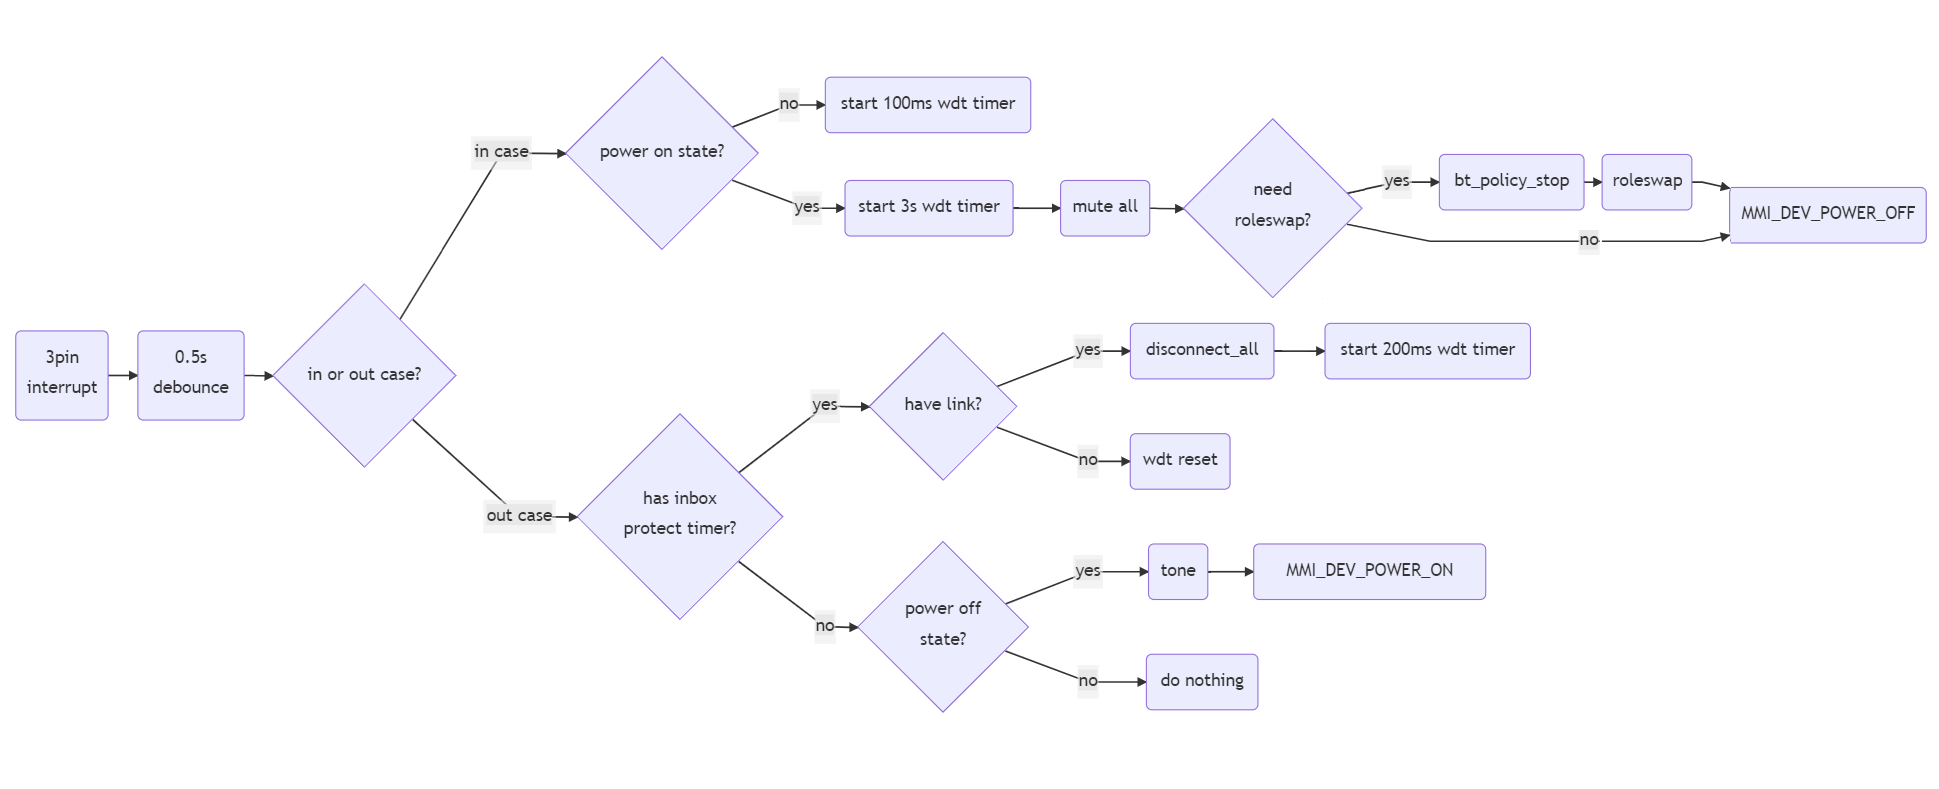 3pin
interrupt
0.5s
debounce
in or out case?
in case
power on state?
no
start 100ms wdt timer
yes
start 3s wdt timer
mute all
need
roleswap?
yes
bt_policy_stop
roleswap
no
MMI_DEV_POWER_OFF
out case
has inbox
protect timer?
yes
have link?
yes
disconnect_all
start 200ms wdt timer
no
wdt reset
no
power off
state?
yes
tone
MMI_DEV_POWER_ON
no
do nothing